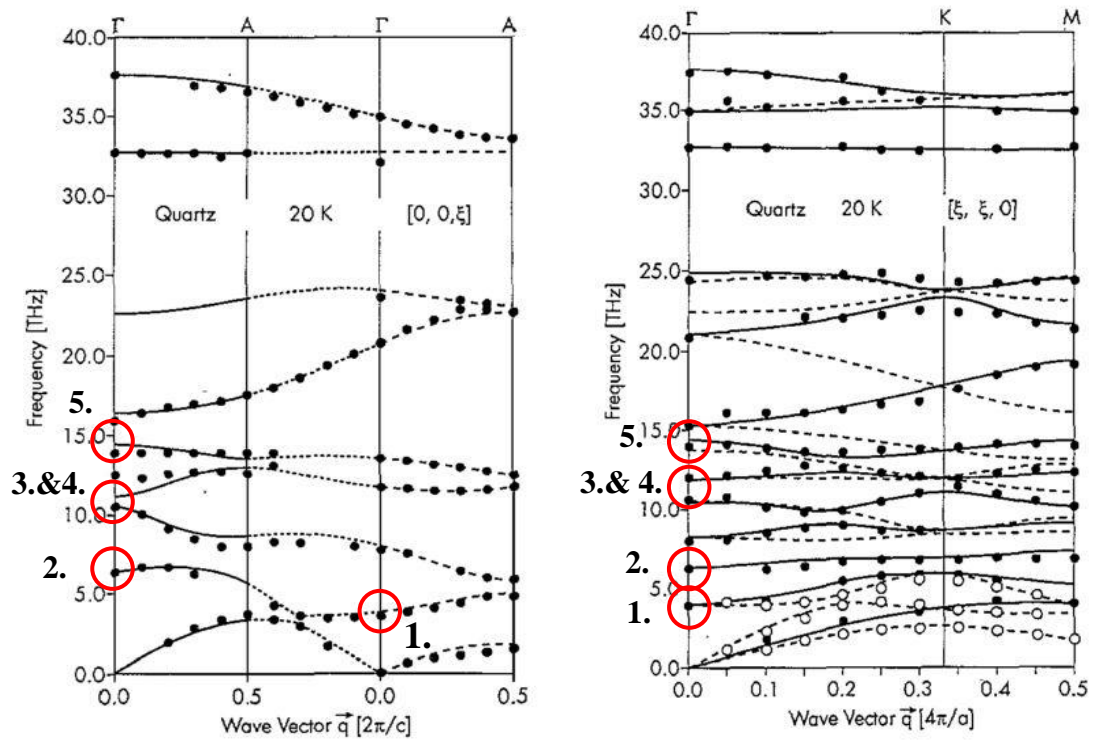 Γ A Γ A
40.0
35.0
30.0
Quartz 20 K [0, 0,ξ]
25.0
20.0
5.
15.0
3.&4.
10.0
2.
5.0
1.
0.0
0.0 0.5 0.0 0.5
Frequency [THz]
Wave Vector q⃗ [2π/c]
Γ K M
40.0
35.0
30.0
Quartz 20 K [ξ, ξ, 0]
25.0
20.0
15.0
5.
3.& 4.
10.0
2.
5.0
1.
0.0
0.0 0.1 0.2 0.3 0.4 0.5
Frequency [THz]
Wave Vector q⃗ [4π/a]